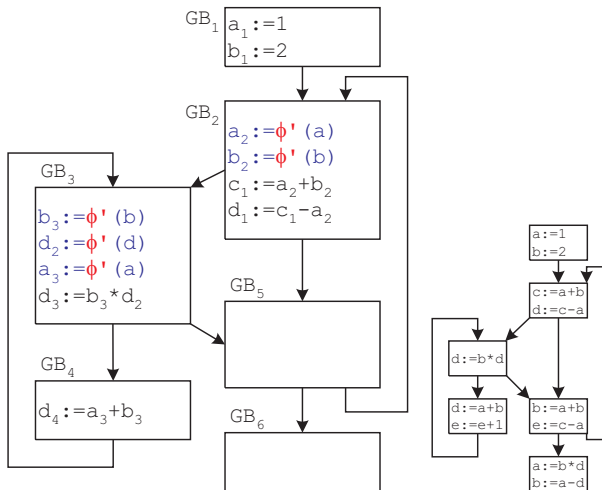 GB1
a1:=1
b1:=2
GB2
a2:=ϕ'(a)
b2:=ϕ'(b)
c1:=a2+b2
d1:=c1-a2
GB3
b3:=ϕ'(b)
d2:=ϕ'(d)
a3:=ϕ'(a)
d3:=b3*d2
GB4
d4:=a3+b3
GB5
GB6
a:=1
b:=2
c:=a+b
d:=c-a
d:=b*d
d:=a+b
e:=e+1
b:=a+b
e:=c-a
a:=b*d
b:=a-d